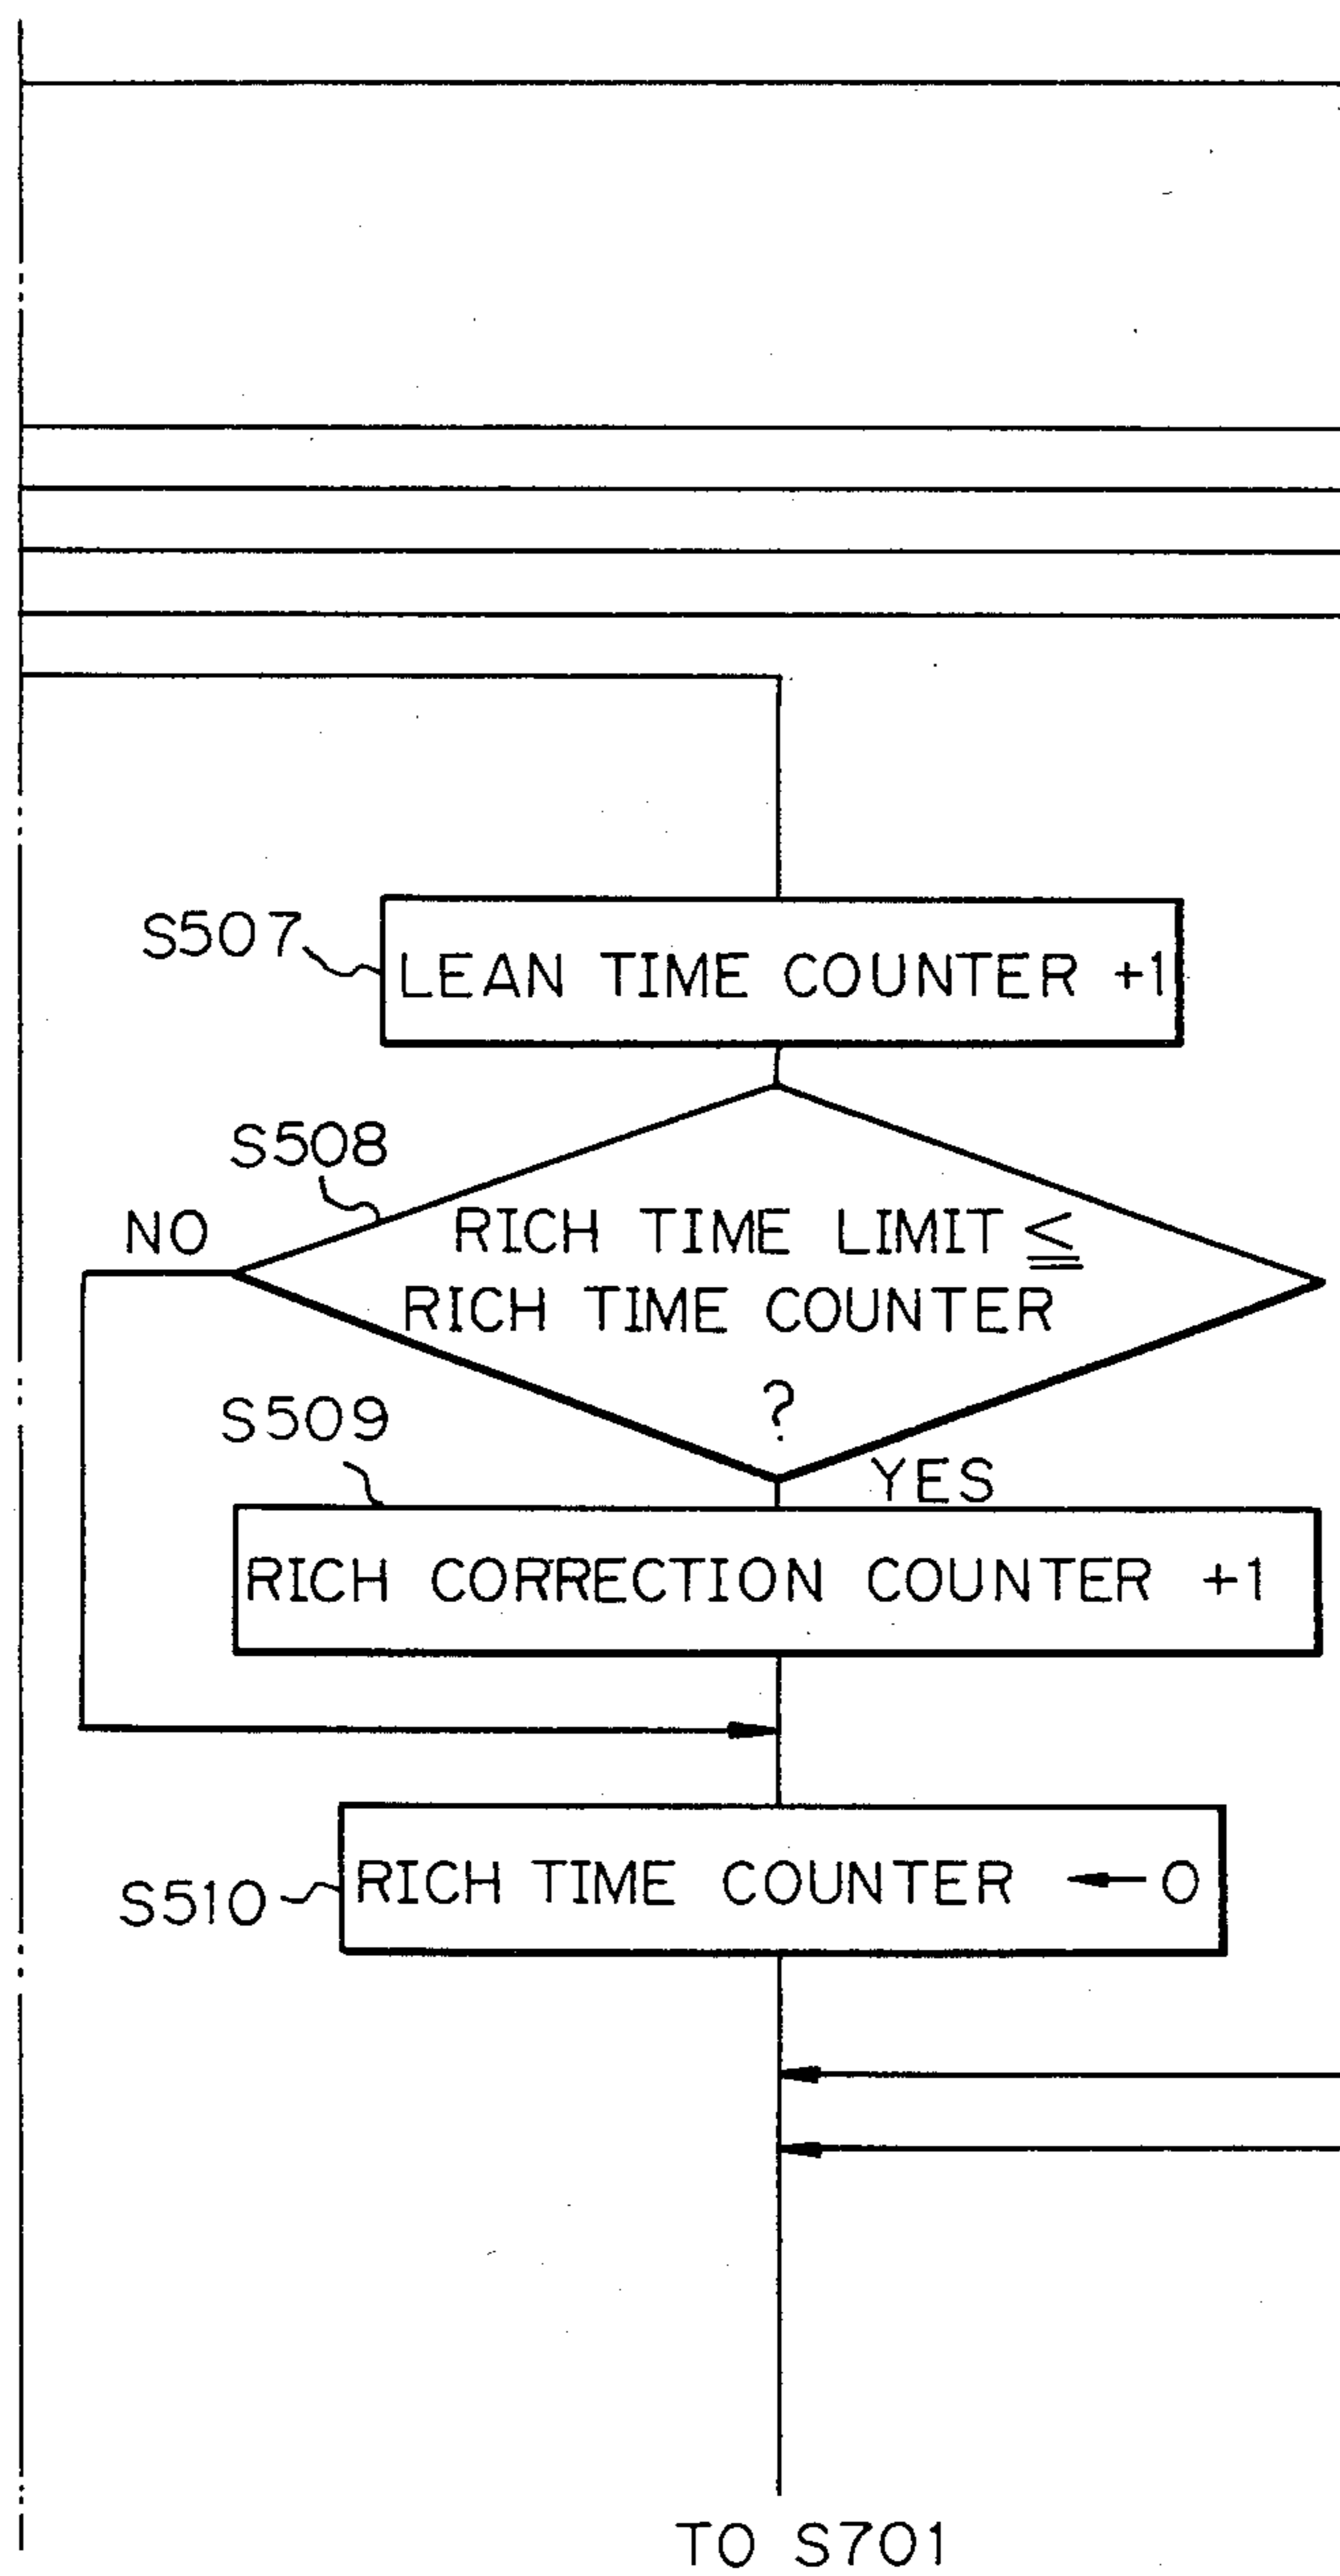 S507
LEAN TIME COUNTER +1
S508
NO
RICH TIME LIMIT ≦
RICH TIME COUNTER
?
S509
YES
RICH CORRECTION COUNTER +1
S510
RICH TIME COUNTER ← 0
TO S701